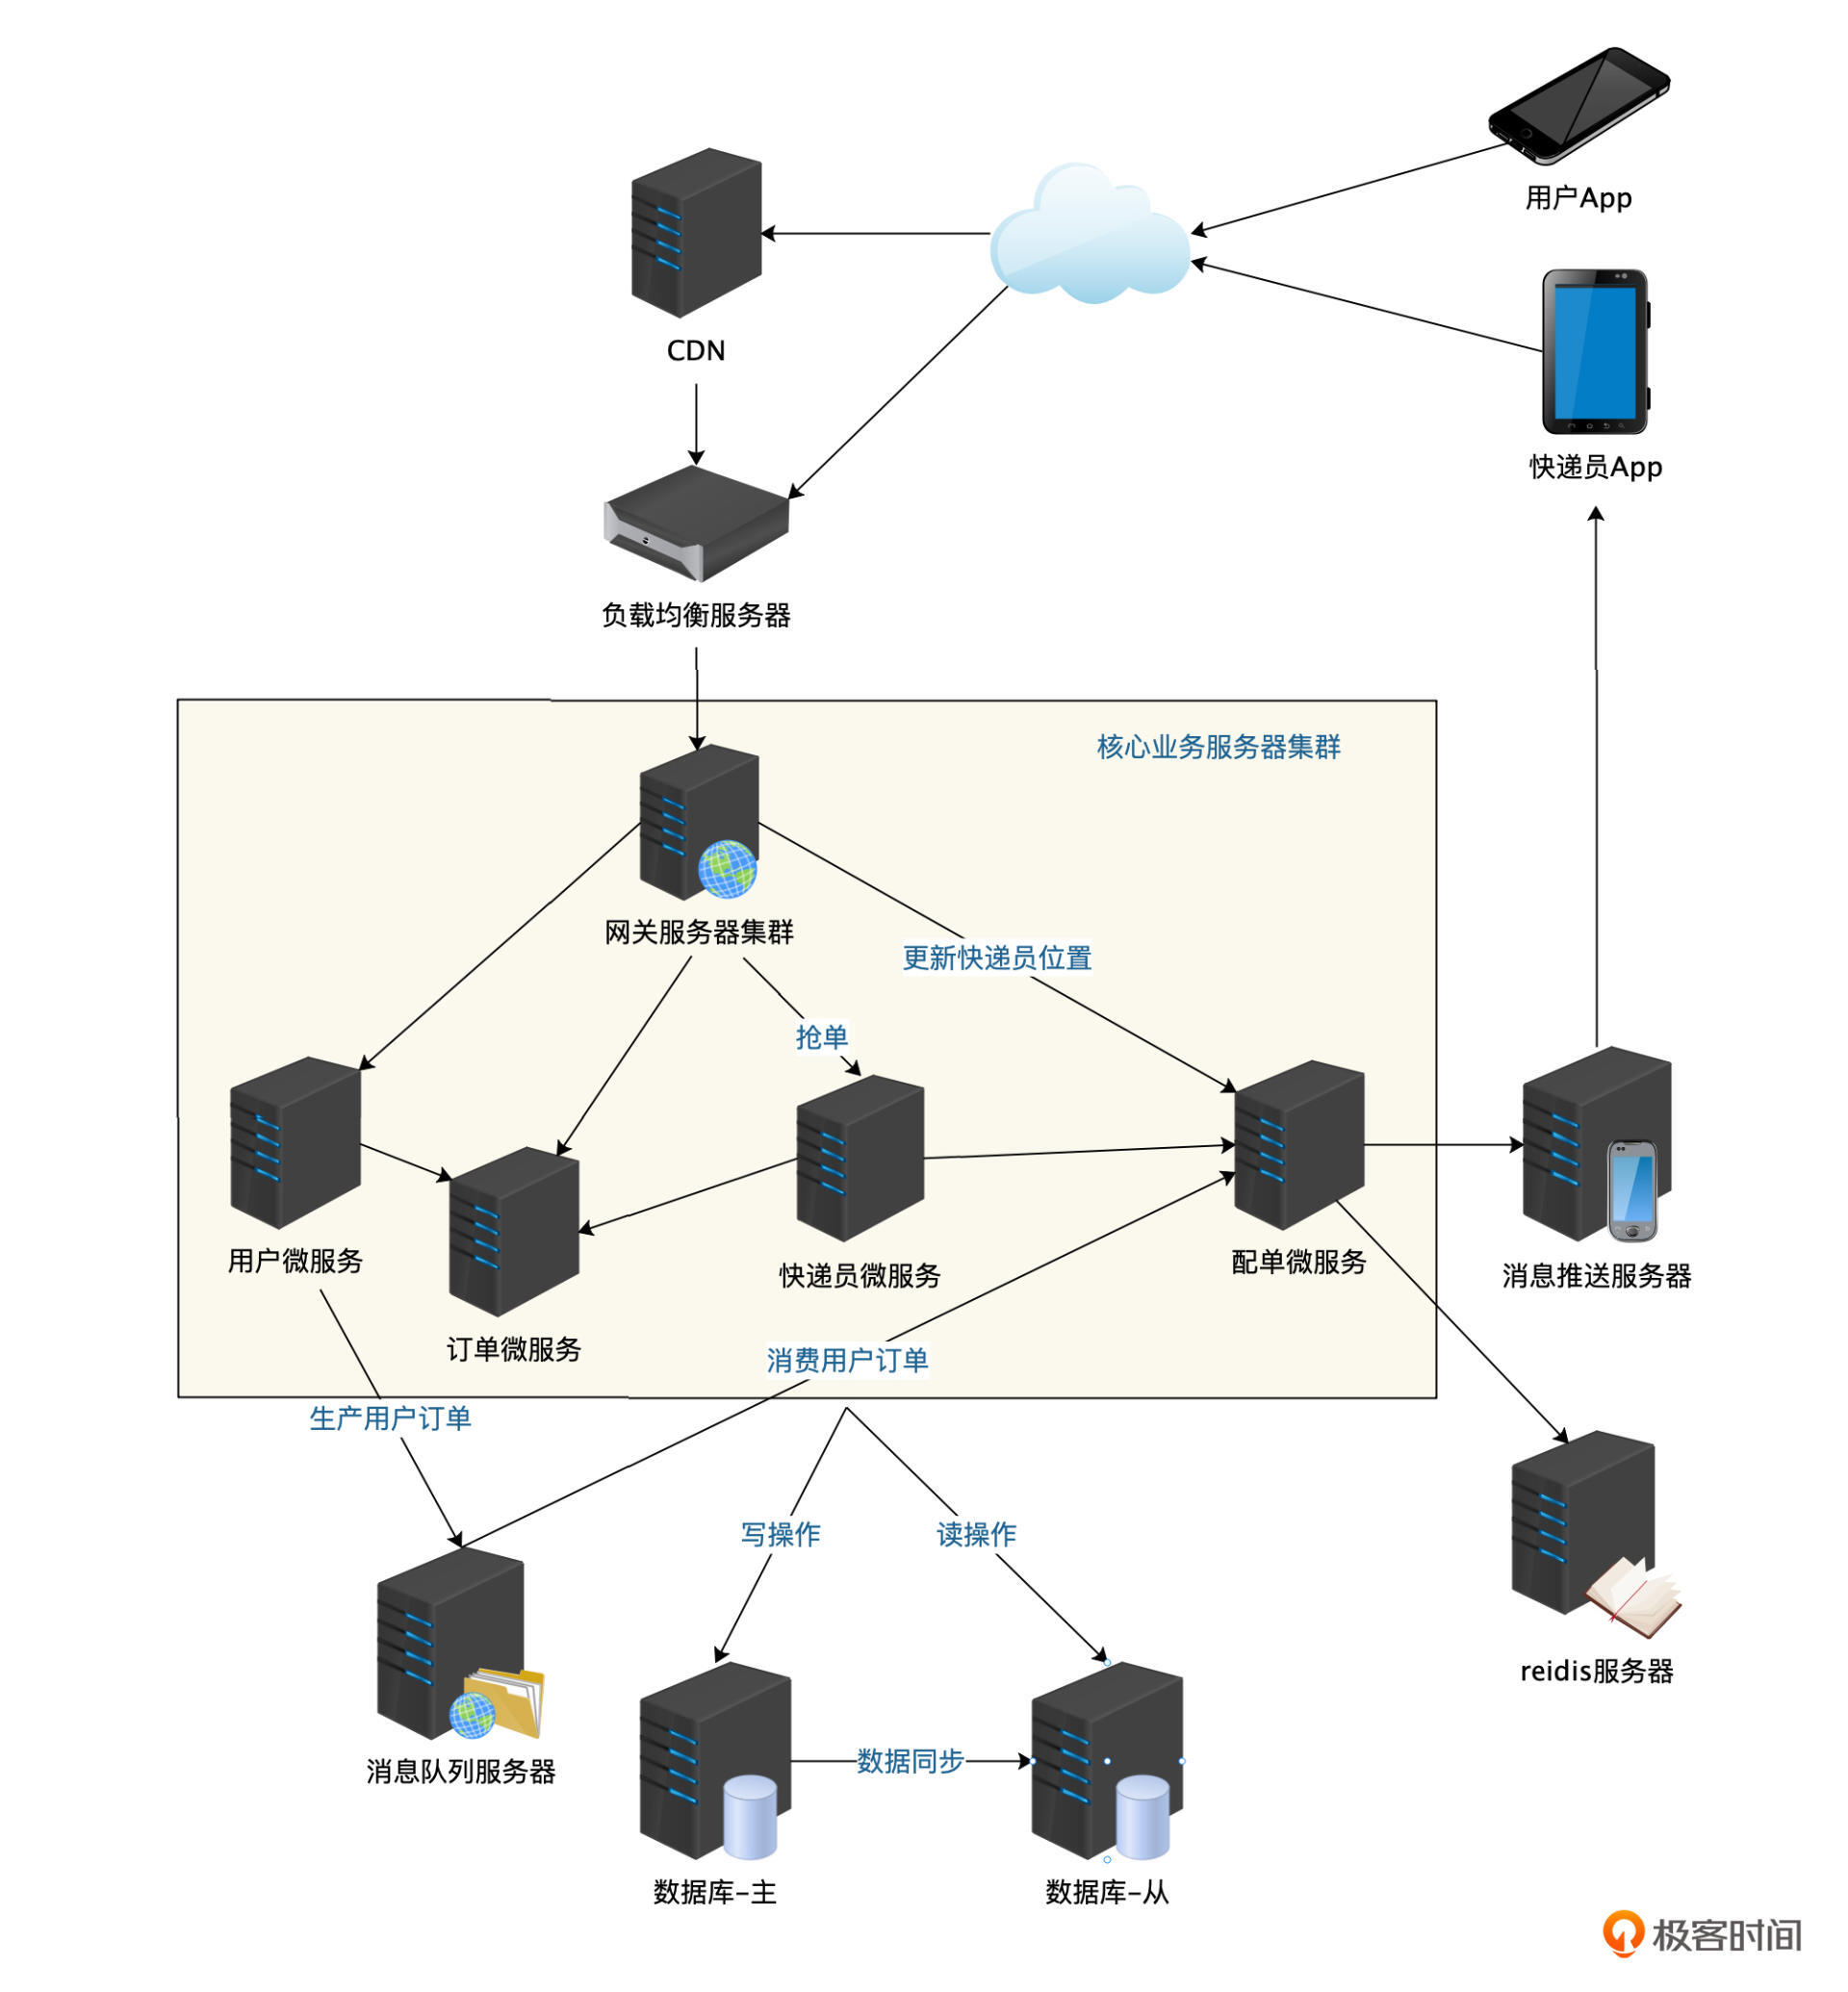 用户App
CDN
快递员App
负载均衡服务器
核心业务服务器集群
网关服务器集群
更新快递员位置
抢单
用户微服务
订单微服务
快递员微服务
配单微服务
消息推送服务器
消费用户订单
生产用户订单
写操作
读操作
reidis服务器
消息队列服务器
数据同步
数据库-主
数据库-从
极客时间